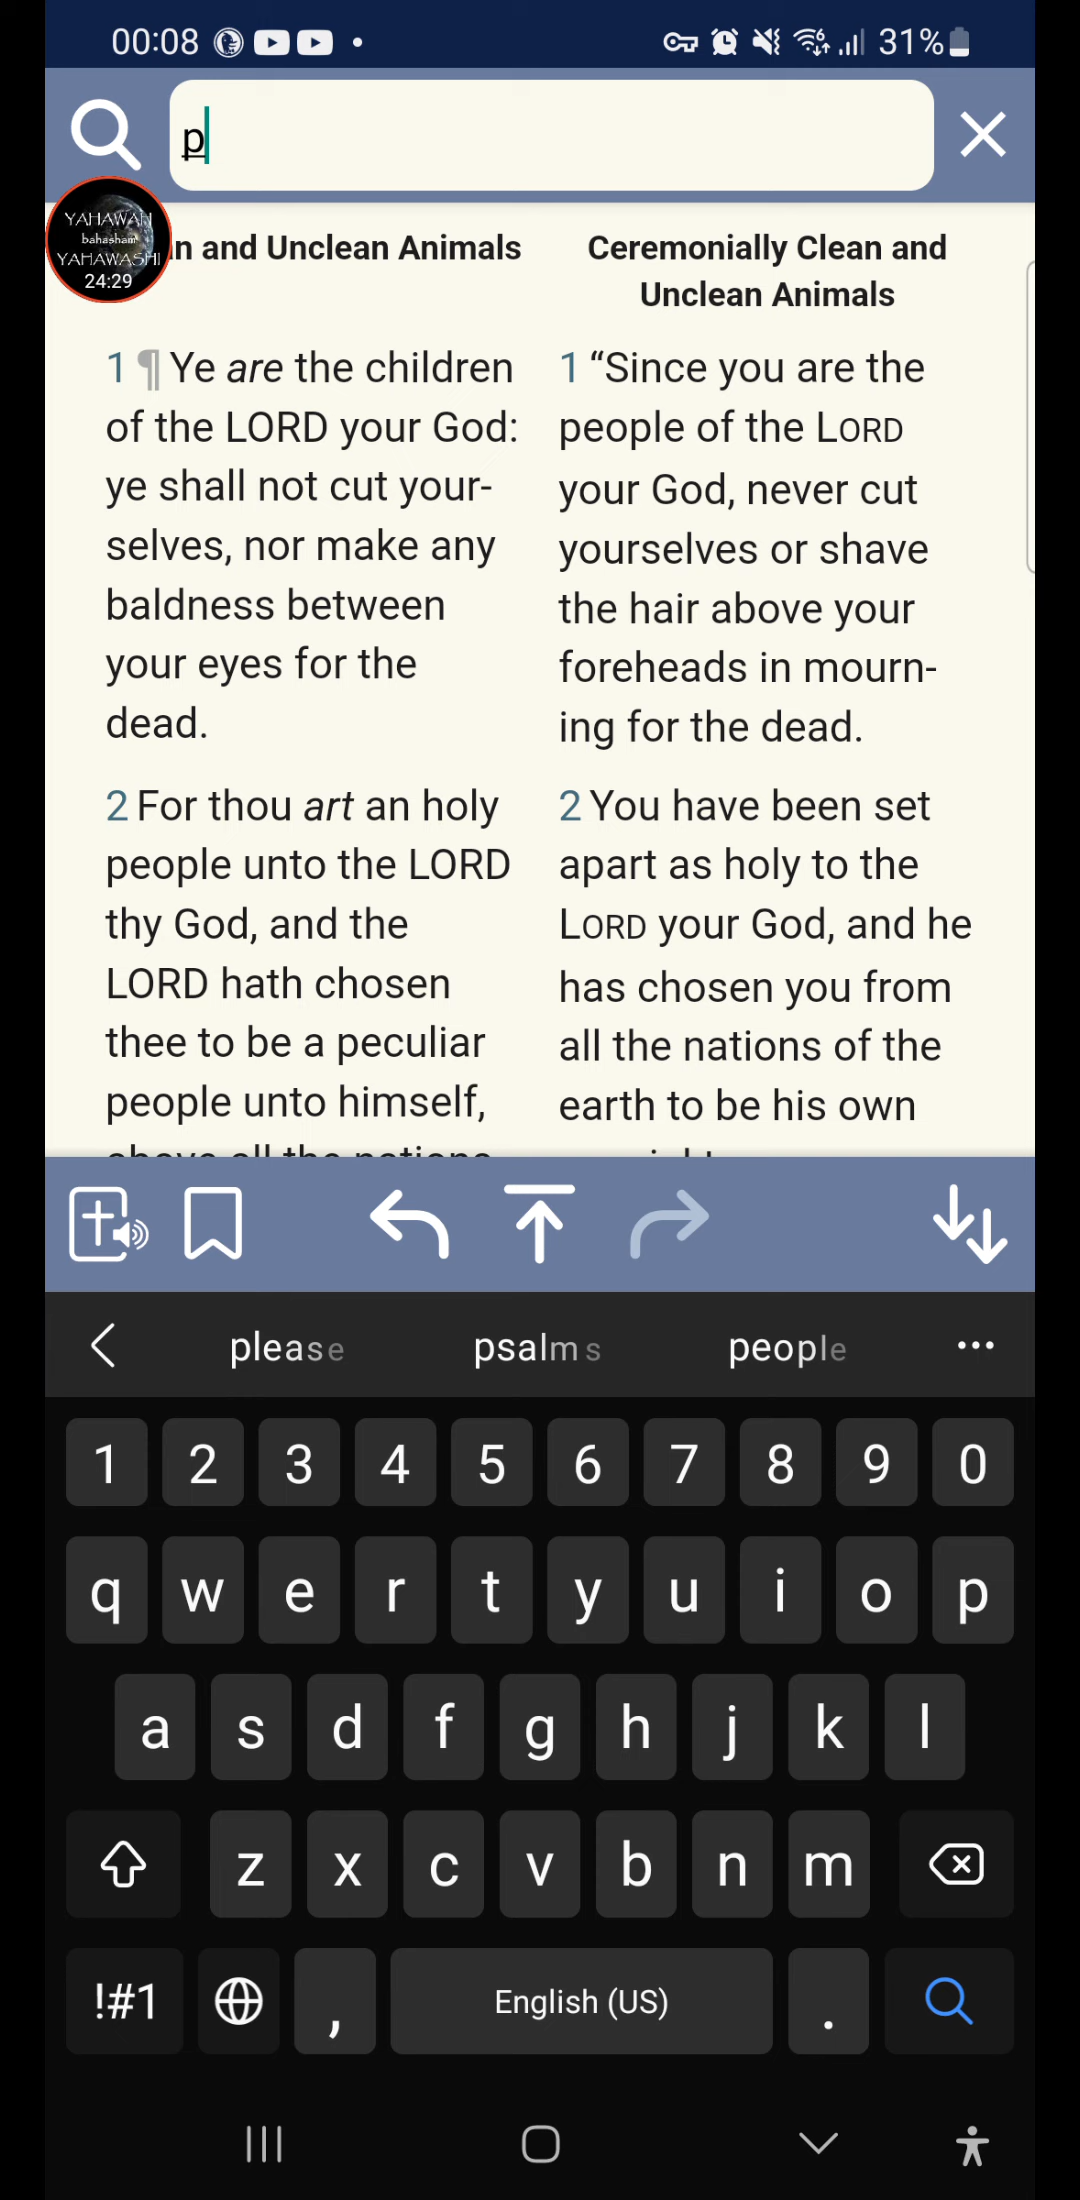 00:08
31%
p
YAHAWAH
bahasham
YAHAWASHI
24:29
n and Unclean Animals
1 ¶ Ye are the children
of the LORD your God:
ye shall not cut your-
selves, nor make any
baldness between
your eyes for the
dead.
2 For thou art an holy
people unto the LORD
thy God, and the
LORD hath chosen
thee to be a peculiar
people unto himself,
above all the nations
Ceremonially Clean and
Unclean Animals
1 “Since you are the
people of the LORD
your God, never cut
yourselves or shave
the hair above your
foreheads in mourn-
ing for the dead.
2 You have been set
apart as holy to the
LORD your God, and he
has chosen you from
all the nations of the
earth to be his own
please psalms people
1 2 3 4 5 6 7 8 9 0
q w e r t y u i o p
a s d f g h j k l
z x c v b n m
!#1 , English (US) .